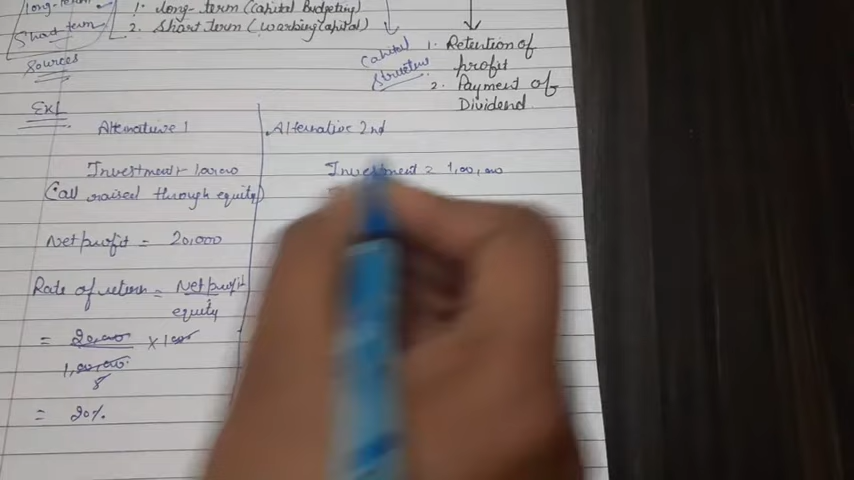 1. Long-term (Capital Budgeting)
Short term
2. Short term (Working Capital)
Sources
Capital
Structure
1. Retention of
profit
2. Payment of
Dividend
Ex1
Alternative 1
Investment - 1,00,000
(all raised through equity)
Net profit = 20,000
Rate of return = Net profit
equity
= 20,000 × 100
1,00,000
= 20%
Alternative 2nd
Investment = 1,00,000